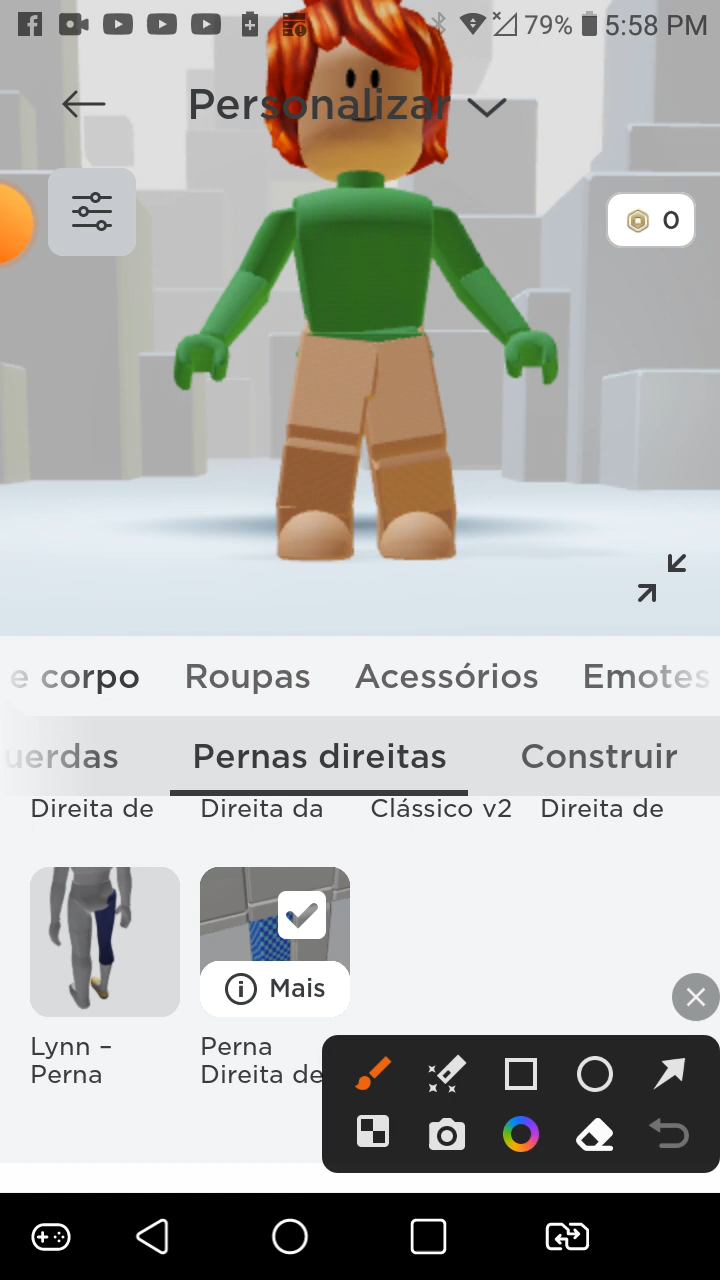 79% 5:58 PM
Personalizar
0
e corpo Roupas Acessórios Emotes
uerdas Pernas direitas Construir
Direita de Direita da Clássico v2 Direita de
Mais
Lynn – Perna
Perna Direita de